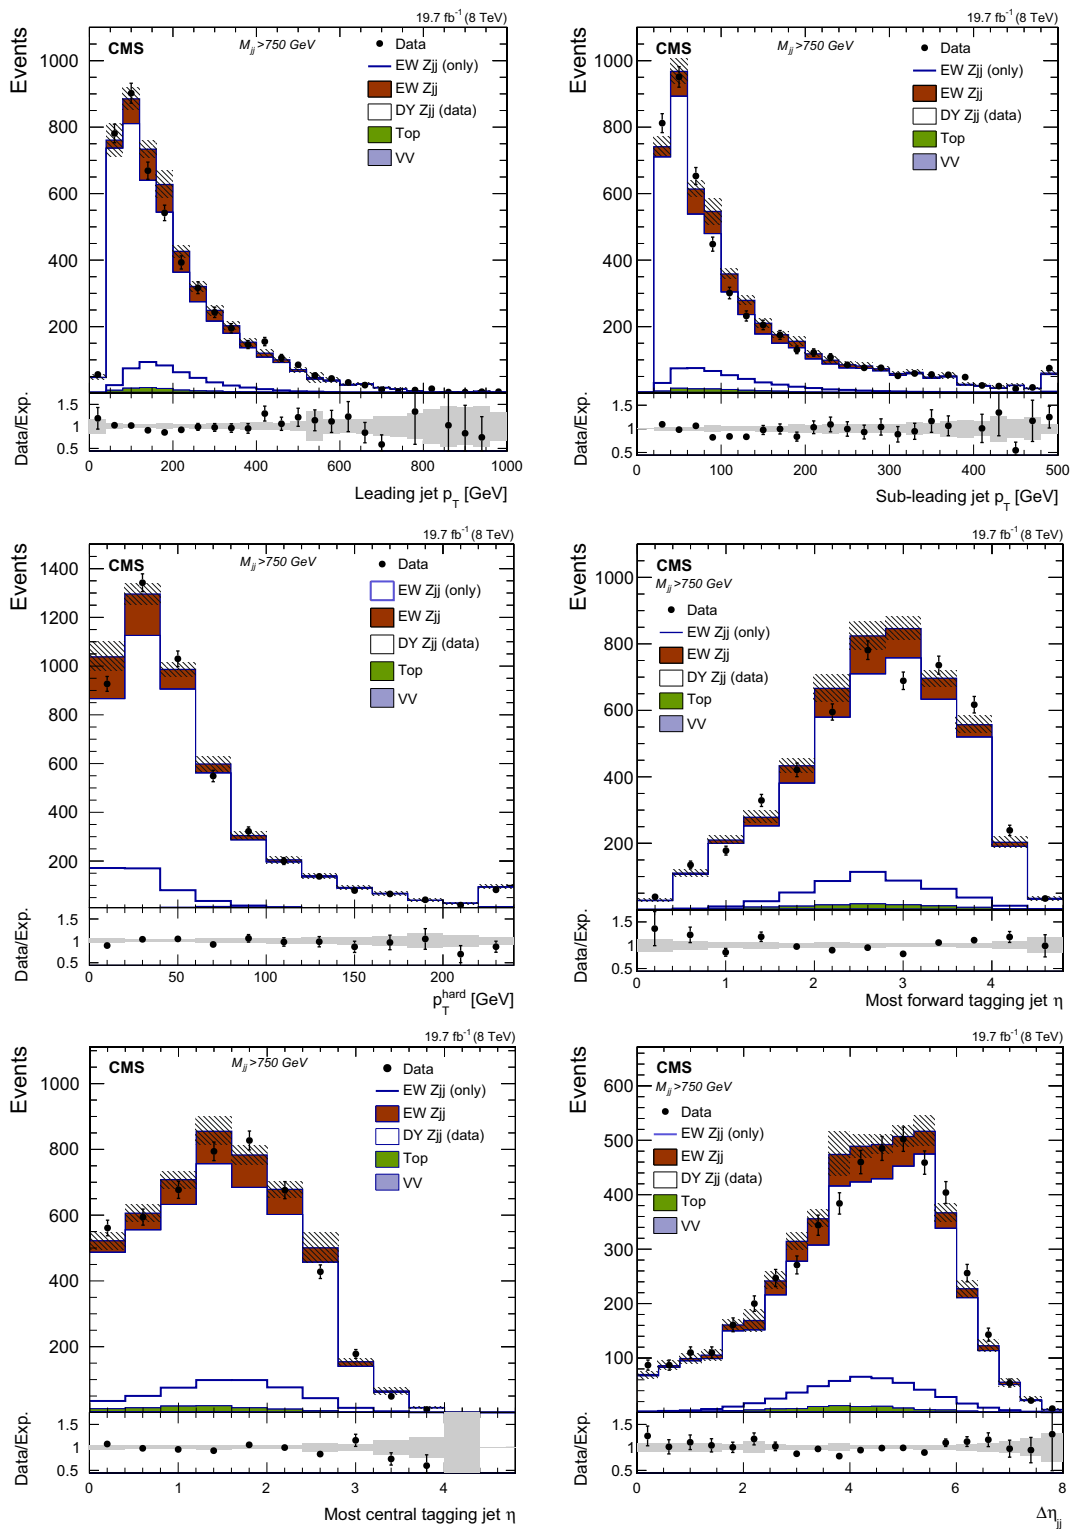 19.7 fb⁻¹ (8 TeV)
CMS
M_jj >750 GeV
Data
EW Zjj (only)
EW Zjj
DY Zjj (data)
Top
VV
Events
1000
800
600
400
200
Data/Exp.
1.5
1
0.5
0 200 400 600 800 1000
Leading jet p_T [GeV]
19.7 fb⁻¹ (8 TeV)
CMS
M_jj >750 GeV
Data
EW Zjj (only)
EW Zjj
DY Zjj (data)
Top
VV
Events
1000
800
600
400
200
Data/Exp.
1.5
1
0.5
0 100 200 300 400 500
Sub-leading jet p_T [GeV]
19.7 fb⁻¹ (8 TeV)
CMS
M_jj >750 GeV
Data
EW Zjj (only)
EW Zjj
DY Zjj (data)
Top
VV
Events
1400
1200
1000
800
600
400
200
Data/Exp.
1.5
1
0.5
0 50 100 150 200
p_T^hard [GeV]
19.7 fb⁻¹ (8 TeV)
CMS
M_jj >750 GeV
Data
EW Zjj (only)
EW Zjj
DY Zjj (data)
Top
VV
Events
1000
800
600
400
200
Data/Exp.
1.5
1
0.5
0 1 2 3 4
Most forward tagging jet η
19.7 fb⁻¹ (8 TeV)
CMS
M_jj >750 GeV
Data
EW Zjj (only)
EW Zjj
DY Zjj (data)
Top
VV
Events
1000
800
600
400
200
Data/Exp.
1.5
1
0.5
0 1 2 3 4
Most central tagging jet η
19.7 fb⁻¹ (8 TeV)
CMS
M_jj >750 GeV
Data
EW Zjj (only)
EW Zjj
DY Zjj (data)
Top
VV
Events
600
500
400
300
200
100
Data/Exp.
1.5
1
0.5
0 2 4 6 8
Δη_jj